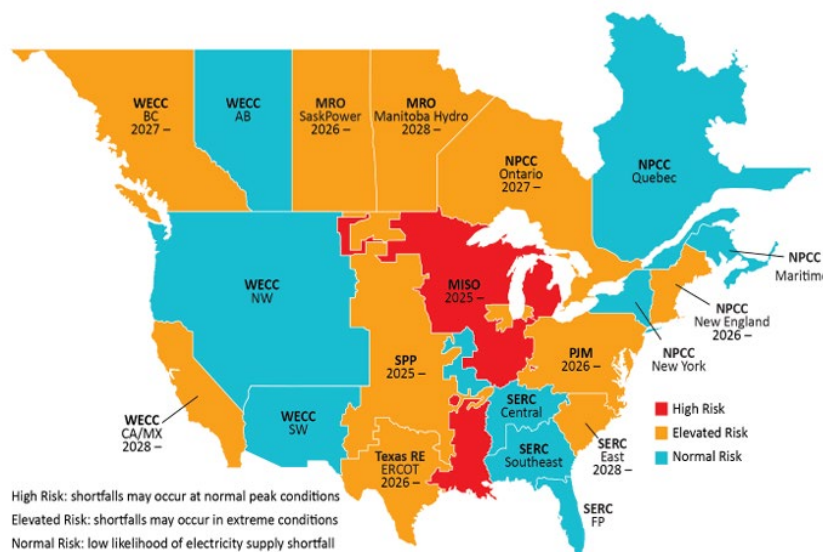 WECC
BC
2027 –
WECC
AB
MRO
SaskPower
2026 –
MRO
Manitoba Hydro
2028 –
NPCC
Ontario
2027 –
NPCC
Quebec
NPCC
Maritime
NPCC
New England
2026 –
NPCC
New York
WECC
NW
MISO
2025 –
SPP
2025 –
PJM
2026 –
WECC
CA/MX
2028 –
WECC
SW
Texas RE
ERCOT
2026 –
SERC
Central
SERC
Southeast
SERC
East
2028 –
SERC
FP
High Risk
Elevated Risk
Normal Risk
High Risk: shortfalls may occur at normal peak conditions
Elevated Risk: shortfalls may occur in extreme conditions
Normal Risk: low likelihood of electricity supply shortfall